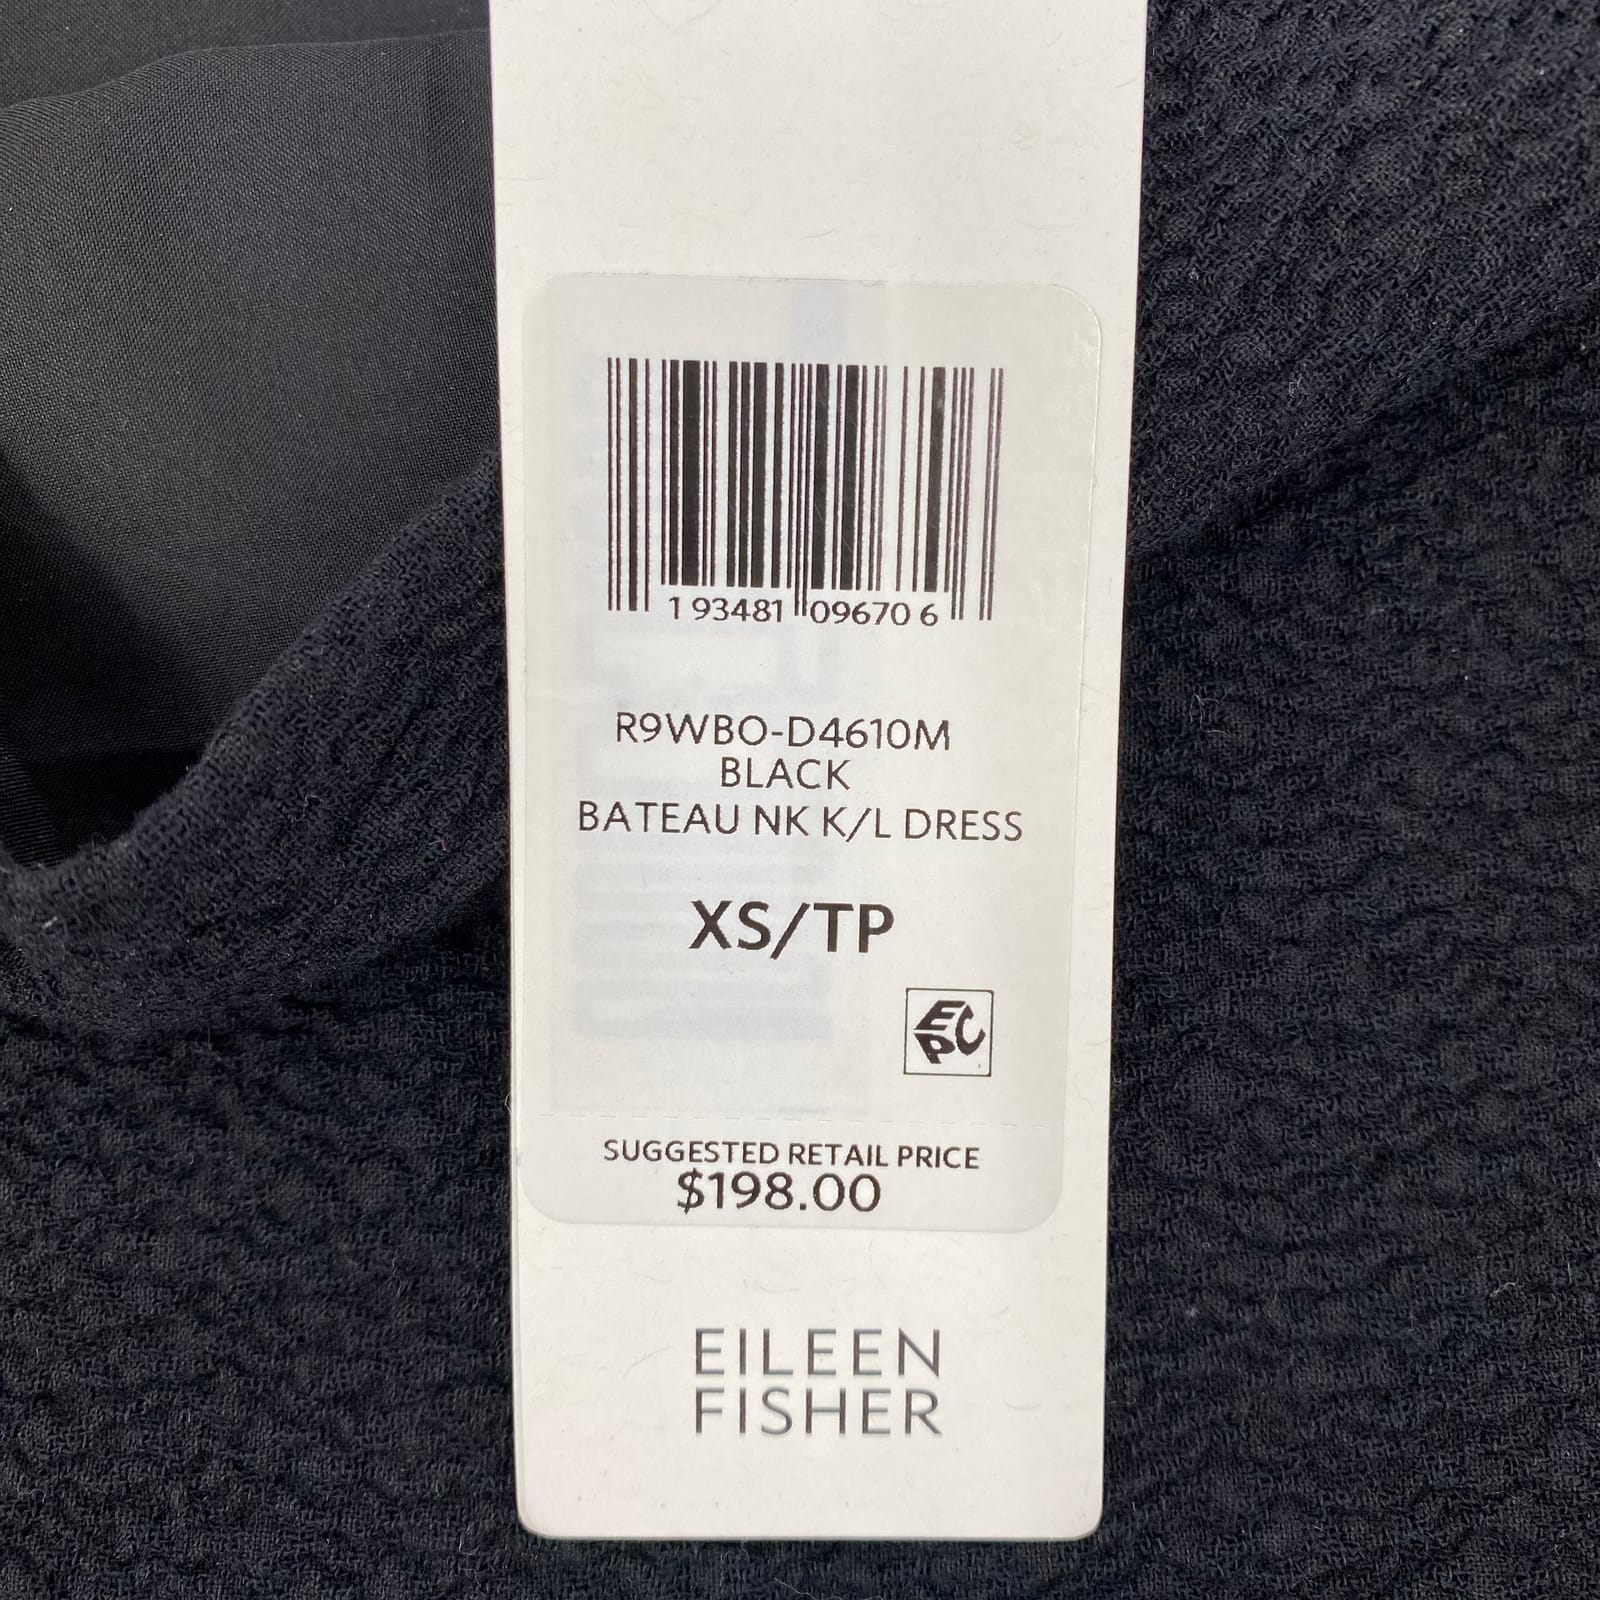 1 93481 09670 6
R9WBO-D4610M
BLACK
BATEAU NK K/L DRESS
XS/TP
EPC
SUGGESTED RETAIL PRICE
$198.00
EILEEN
FISHER